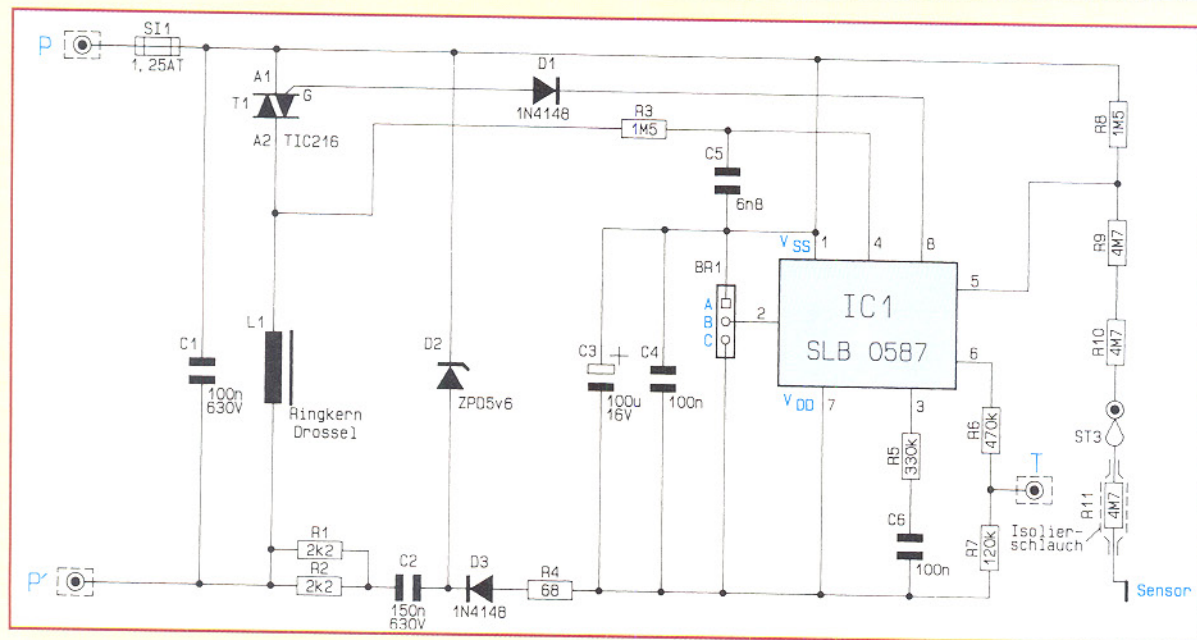 P
SI1
1,25AT
A1
T1
G
A2
TIC216
D1
1N4148
R3
1M5
R8
1M5
C5
6n8
R9
4M7
VSS
1
4
8
BR1
A
B
C
2
5
IC1
SLB 0587
6
R10
4M7
C1
100n
630V
L1
Ringkern
Drossel
D2
ZPD5v6
C3
+
100u
16V
C4
100n
VDD
7
3
R5
330k
R6
470k
ST3
T
R11
4M7
Isolier-
schlauch
C6
100n
R7
120k
P'
R1
2k2
R2
2k2
C2
150n
630V
D3
1N4148
R4
68
Sensor